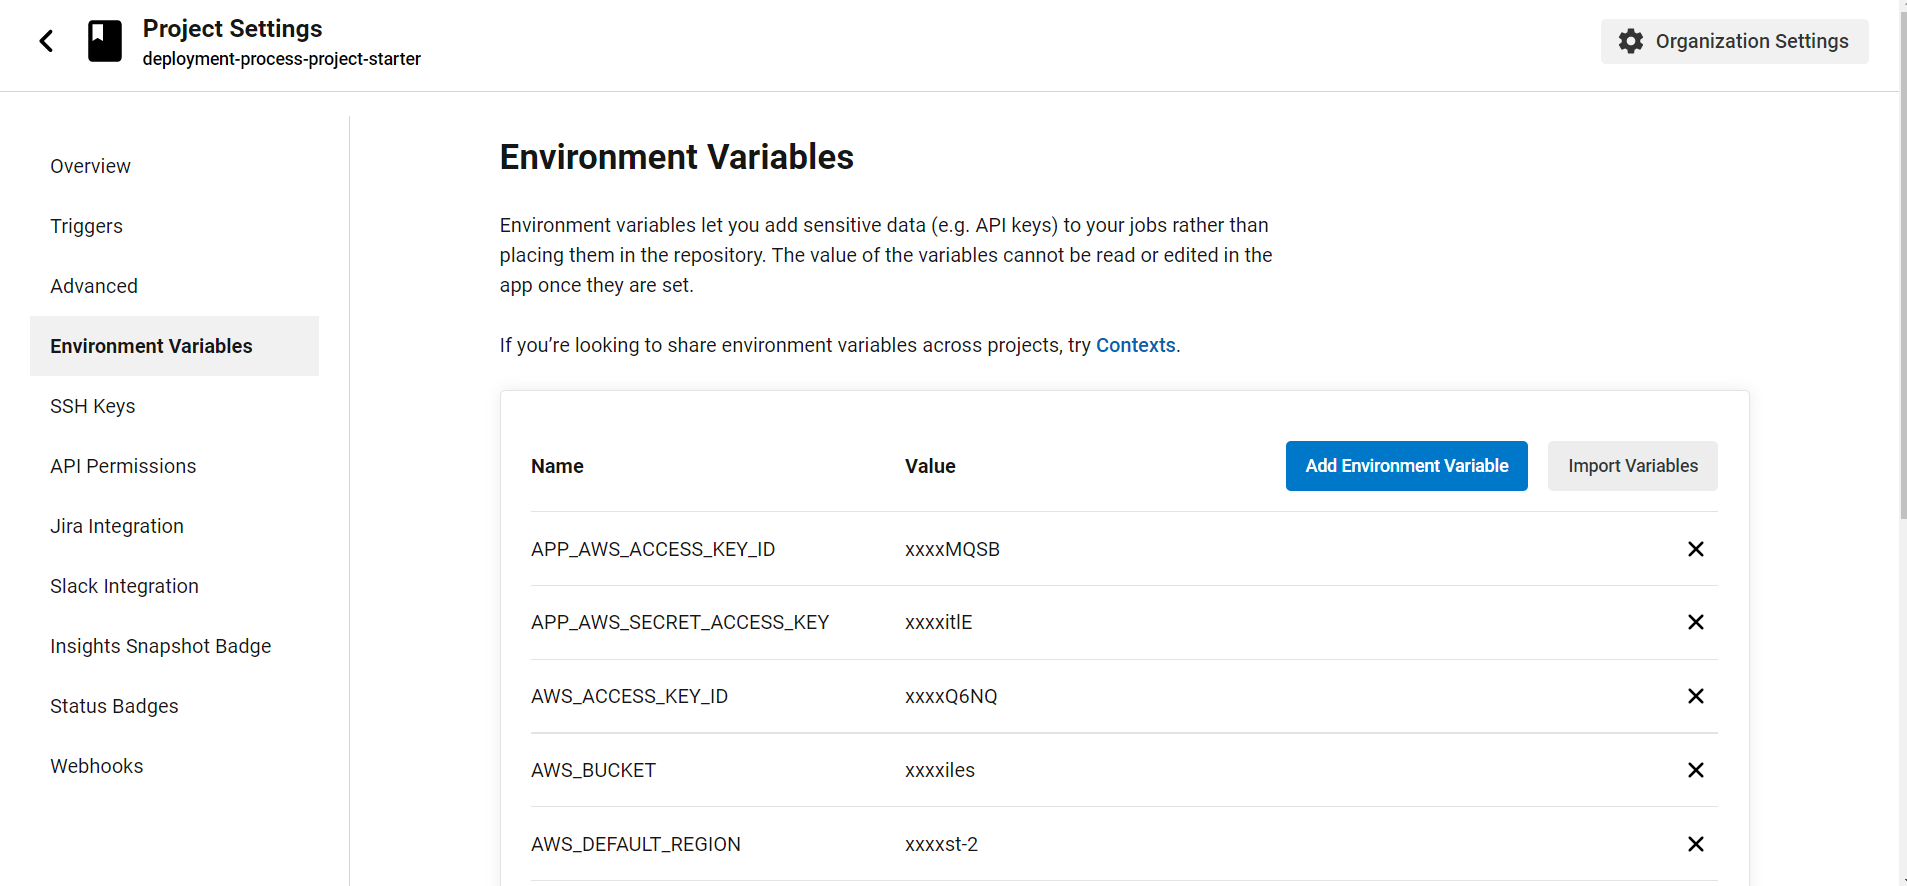 Project Settings
deployment-process-project-starter
Organization Settings
Overview
Triggers
Advanced
Environment Variables
SSH Keys
API Permissions
Jira Integration
Slack Integration
Insights Snapshot Badge
Status Badges
Webhooks
Environment Variables
Environment variables let you add sensitive data (e.g. API keys) to your jobs rather than
placing them in the repository. The value of the variables cannot be read or edited in the
app once they are set.
If you’re looking to share environment variables across projects, try Contexts.
Name Value Add Environment Variable Import Variables
APP_AWS_ACCESS_KEY_ID xxxxMQSB
APP_AWS_SECRET_ACCESS_KEY xxxxitlE
AWS_ACCESS_KEY_ID xxxxQ6NQ
AWS_BUCKET xxxxiles
AWS_DEFAULT_REGION xxxxst-2